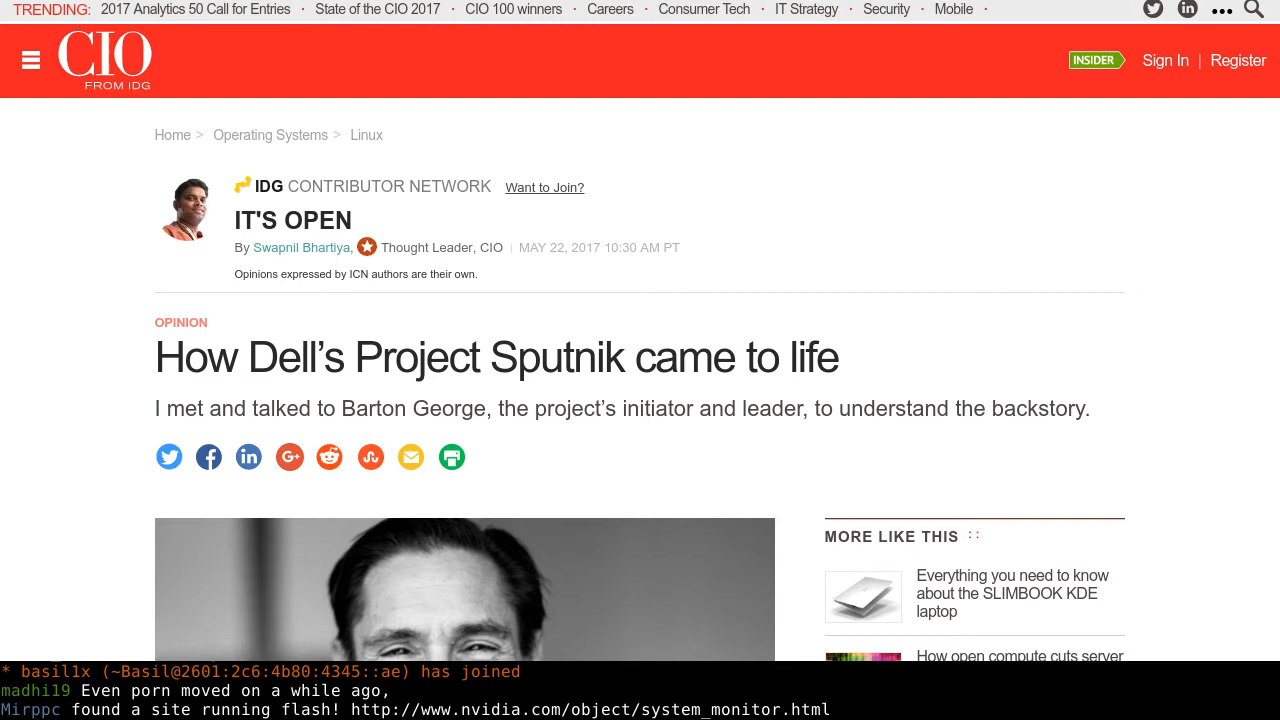 TRENDING: 2017 Analytics 50 Call for Entries · State of the CIO 2017 · CIO 100 winners · Careers · Consumer Tech · IT Strategy · Security · Mobile ·
CIO
FROM IDG
INSIDER Sign In | Register
Home > Operating Systems > Linux
IDG CONTRIBUTOR NETWORK Want to Join?
IT'S OPEN
By Swapnil Bhartiya, Thought Leader, CIO | MAY 22, 2017 10:30 AM PT
Opinions expressed by ICN authors are their own.
OPINION
How Dell’s Project Sputnik came to life
I met and talked to Barton George, the project’s initiator and leader, to understand the backstory.
MORE LIKE THIS
Everything you need to know
about the SLIMBOOK KDE
laptop
How open compute cuts server
* basil1x (~Basil@2601:2c6:4b80:4345::ae) has joined
madhi19 Even porn moved on a while ago,
Mirppc found a site running flash! http://www.nvidia.com/object/system_monitor.html